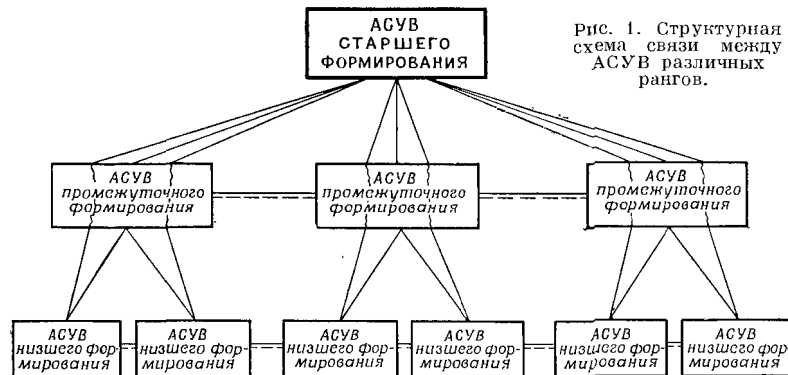 АСУВ
СТАРШЕГО
ФОРМИРОВАНИЯ
Рис. 1. Структурная
схема связи между
АСУВ различных
рангов.
АСУВ
промежуточного
формирования
АСУВ
промежуточного
формирования
АСУВ
промежуточного
формирования
АСУВ
низшего фор-
мирования
АСУВ
низшего фор-
мирования
АСУВ
низшего фор-
мирования
АСУВ
низшего фор-
мирования
АСУВ
низшего фор-
мирования
АСУВ
низшего фор-
мирования